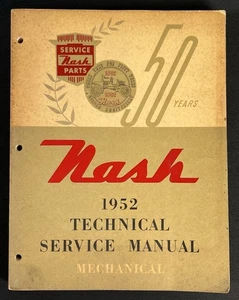 SERVICE
Nash
PARTS
50
YEARS
Nash
1952
TECHNICAL
SERVICE MANUAL
MECHANICAL